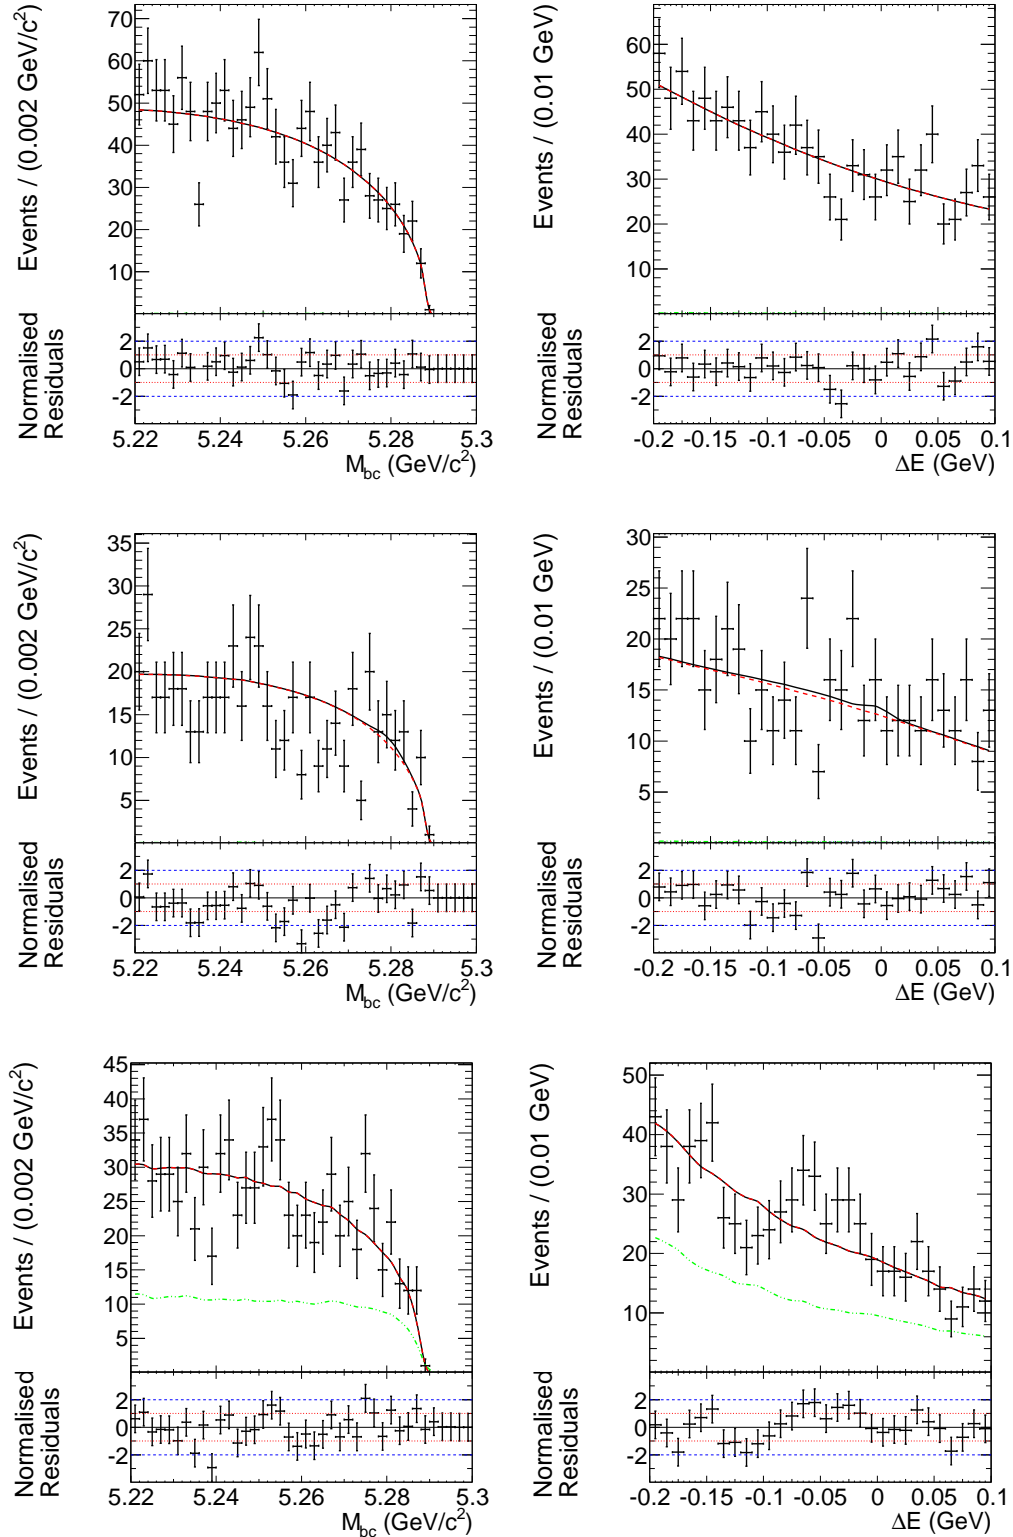 Events / (0.002 GeV/c²)
70
60
50
40
30
20
10
Normalised
Residuals
2
0
-2
5.22 5.24 5.26 5.28 5.3
M_bc (GeV/c²)
Events / (0.01 GeV)
60
50
40
30
20
10
Normalised
Residuals
2
0
-2
-0.2 -0.15 -0.1 -0.05 0 0.05 0.1
ΔE (GeV)
Events / (0.002 GeV/c²)
35
30
25
20
15
10
5
Normalised
Residuals
2
0
-2
5.22 5.24 5.26 5.28 5.3
M_bc (GeV/c²)
Events / (0.01 GeV)
30
25
20
15
10
5
Normalised
Residuals
2
0
-2
-0.2 -0.15 -0.1 -0.05 0 0.05 0.1
ΔE (GeV)
Events / (0.002 GeV/c²)
45
40
35
30
25
20
15
10
5
Normalised
Residuals
2
0
-2
5.22 5.24 5.26 5.28 5.3
M_bc (GeV/c²)
Events / (0.01 GeV)
50
40
30
20
10
Normalised
Residuals
2
0
-2
-0.2 -0.15 -0.1 -0.05 0 0.05 0.1
ΔE (GeV)